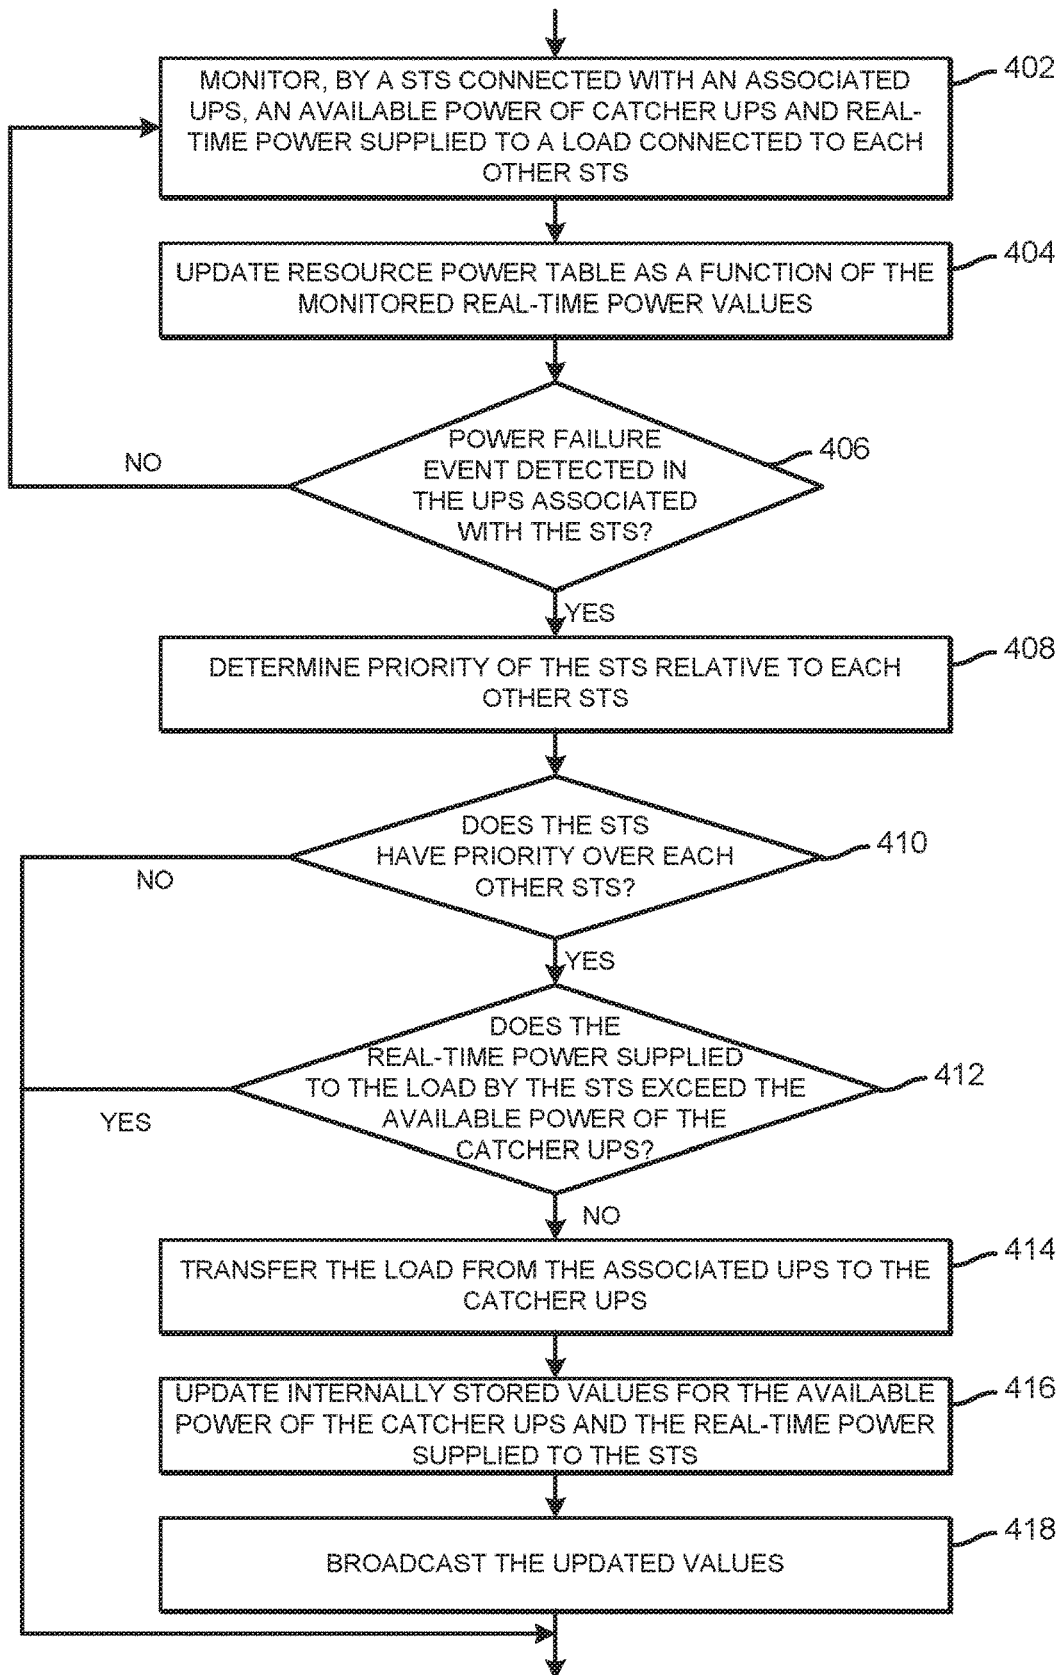 MONITOR, BY A STS CONNECTED WITH AN ASSOCIATED
UPS, AN AVAILABLE POWER OF CATCHER UPS AND REAL-
TIME POWER SUPPLIED TO A LOAD CONNECTED TO EACH
OTHER STS
402
UPDATE RESOURCE POWER TABLE AS A FUNCTION OF THE
MONITORED REAL-TIME POWER VALUES
404
POWER FAILURE
EVENT DETECTED IN
THE UPS ASSOCIATED
WITH THE STS?
406
NO
YES
DETERMINE PRIORITY OF THE STS RELATIVE TO EACH
OTHER STS
408
DOES THE STS
HAVE PRIORITY OVER EACH
OTHER STS?
410
NO
YES
DOES THE
REAL-TIME POWER SUPPLIED
TO THE LOAD BY THE STS EXCEED THE
AVAILABLE POWER OF THE
CATCHER UPS?
412
YES
NO
TRANSFER THE LOAD FROM THE ASSOCIATED UPS TO THE
CATCHER UPS
414
UPDATE INTERNALLY STORED VALUES FOR THE AVAILABLE
POWER OF THE CATCHER UPS AND THE REAL-TIME POWER
SUPPLIED TO THE STS
416
BROADCAST THE UPDATED VALUES
418